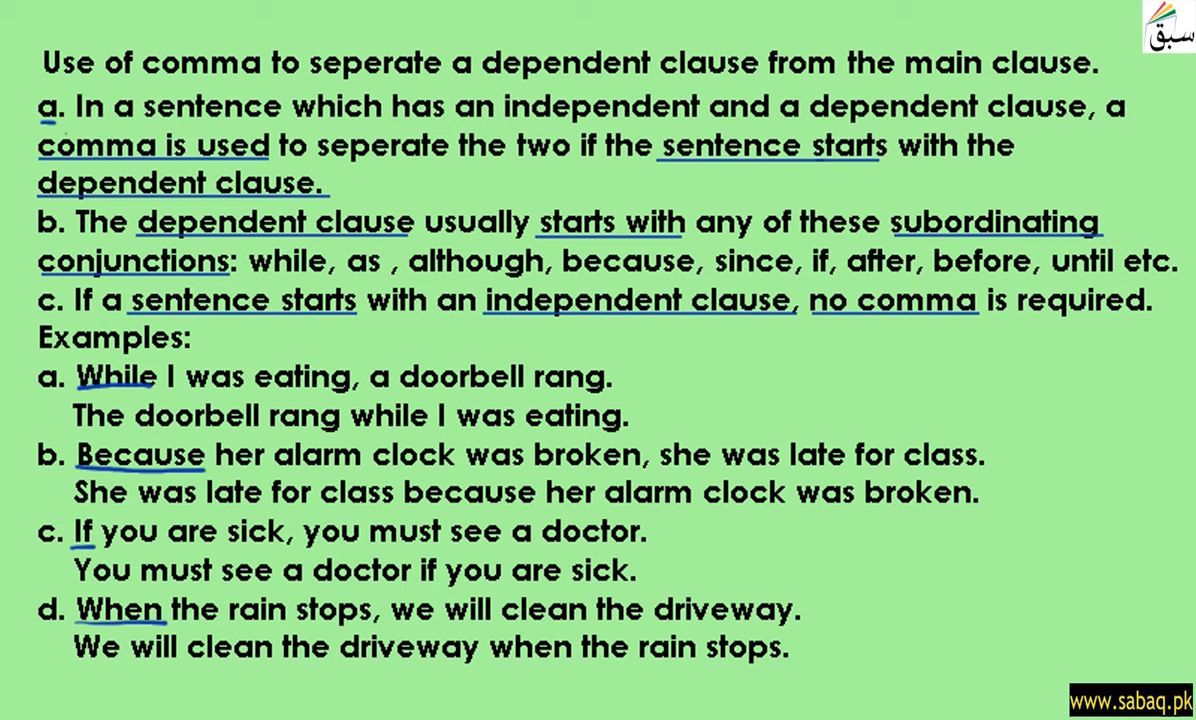 سبق
Use of comma to seperate a dependent clause from the main clause.
a. In a sentence which has an independent and a dependent clause, a
comma is used to seperate the two if the sentence starts with the
dependent clause.
b. The dependent clause usually starts with any of these subordinating
conjunctions: while, as , although, because, since, if, after, before, until etc.
c. If a sentence starts with an independent clause, no comma is required.
Examples:
a. While I was eating, a doorbell rang.
The doorbell rang while I was eating.
b. Because her alarm clock was broken, she was late for class.
She was late for class because her alarm clock was broken.
c. If you are sick, you must see a doctor.
You must see a doctor if you are sick.
d. When the rain stops, we will clean the driveway.
We will clean the driveway when the rain stops.
www.sabaq.pk